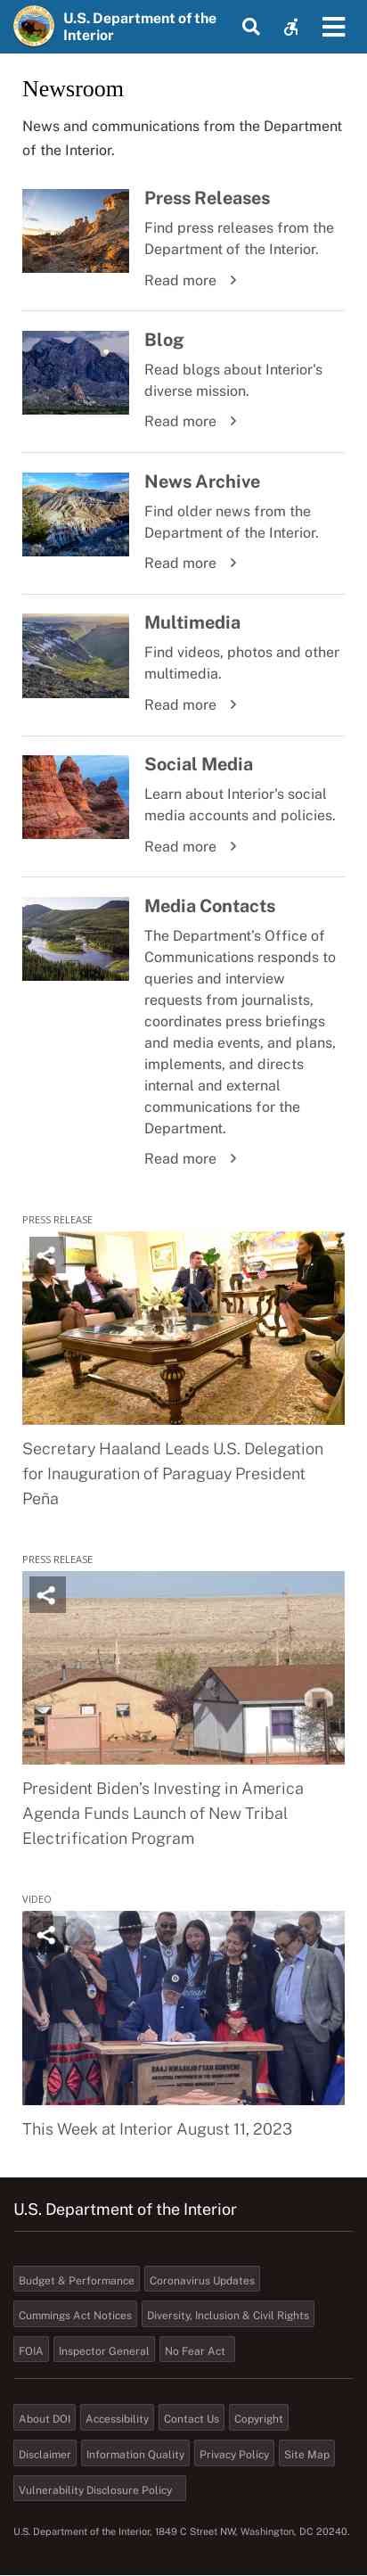 U.S. Department of the
Interior
Newsroom
News and communications from the Department
of the Interior.
Press Releases
Find press releases from the
Department of the Interior.
Read more
Blog
Read blogs about Interior's
diverse mission.
Read more
News Archive
Find older news from the
Department of the Interior.
Read more
Multimedia
Find videos, photos and other
multimedia.
Read more
Social Media
Learn about Interior's social
media accounts and policies.
Read more
Media Contacts
The Department's Office of
Communications responds to
queries and interview
requests from journalists,
coordinates press briefings
and media events, and plans,
implements, and directs
internal and external
communications for the
Department.
Read more
PRESS RELEASE
Secretary Haaland Leads U.S. Delegation
for Inauguration of Paraguay President
Peña
PRESS RELEASE
President Biden's Investing in America
Agenda Funds Launch of New Tribal
Electrification Program
VIDEO
This Week at Interior August 11, 2023
U.S. Department of the Interior
Budget & Performance
Coronavirus Updates
Cummings Act Notices
Diversity, Inclusion & Civil Rights
FOIA
Inspector General
No Fear Act
About DOI
Accessibility
Contact Us
Copyright
Disclaimer
Information Quality
Privacy Policy
Site Map
Vulnerability Disclosure Policy
U.S. Department of the Interior, 1849 C Street NW, Washington, DC 20240.